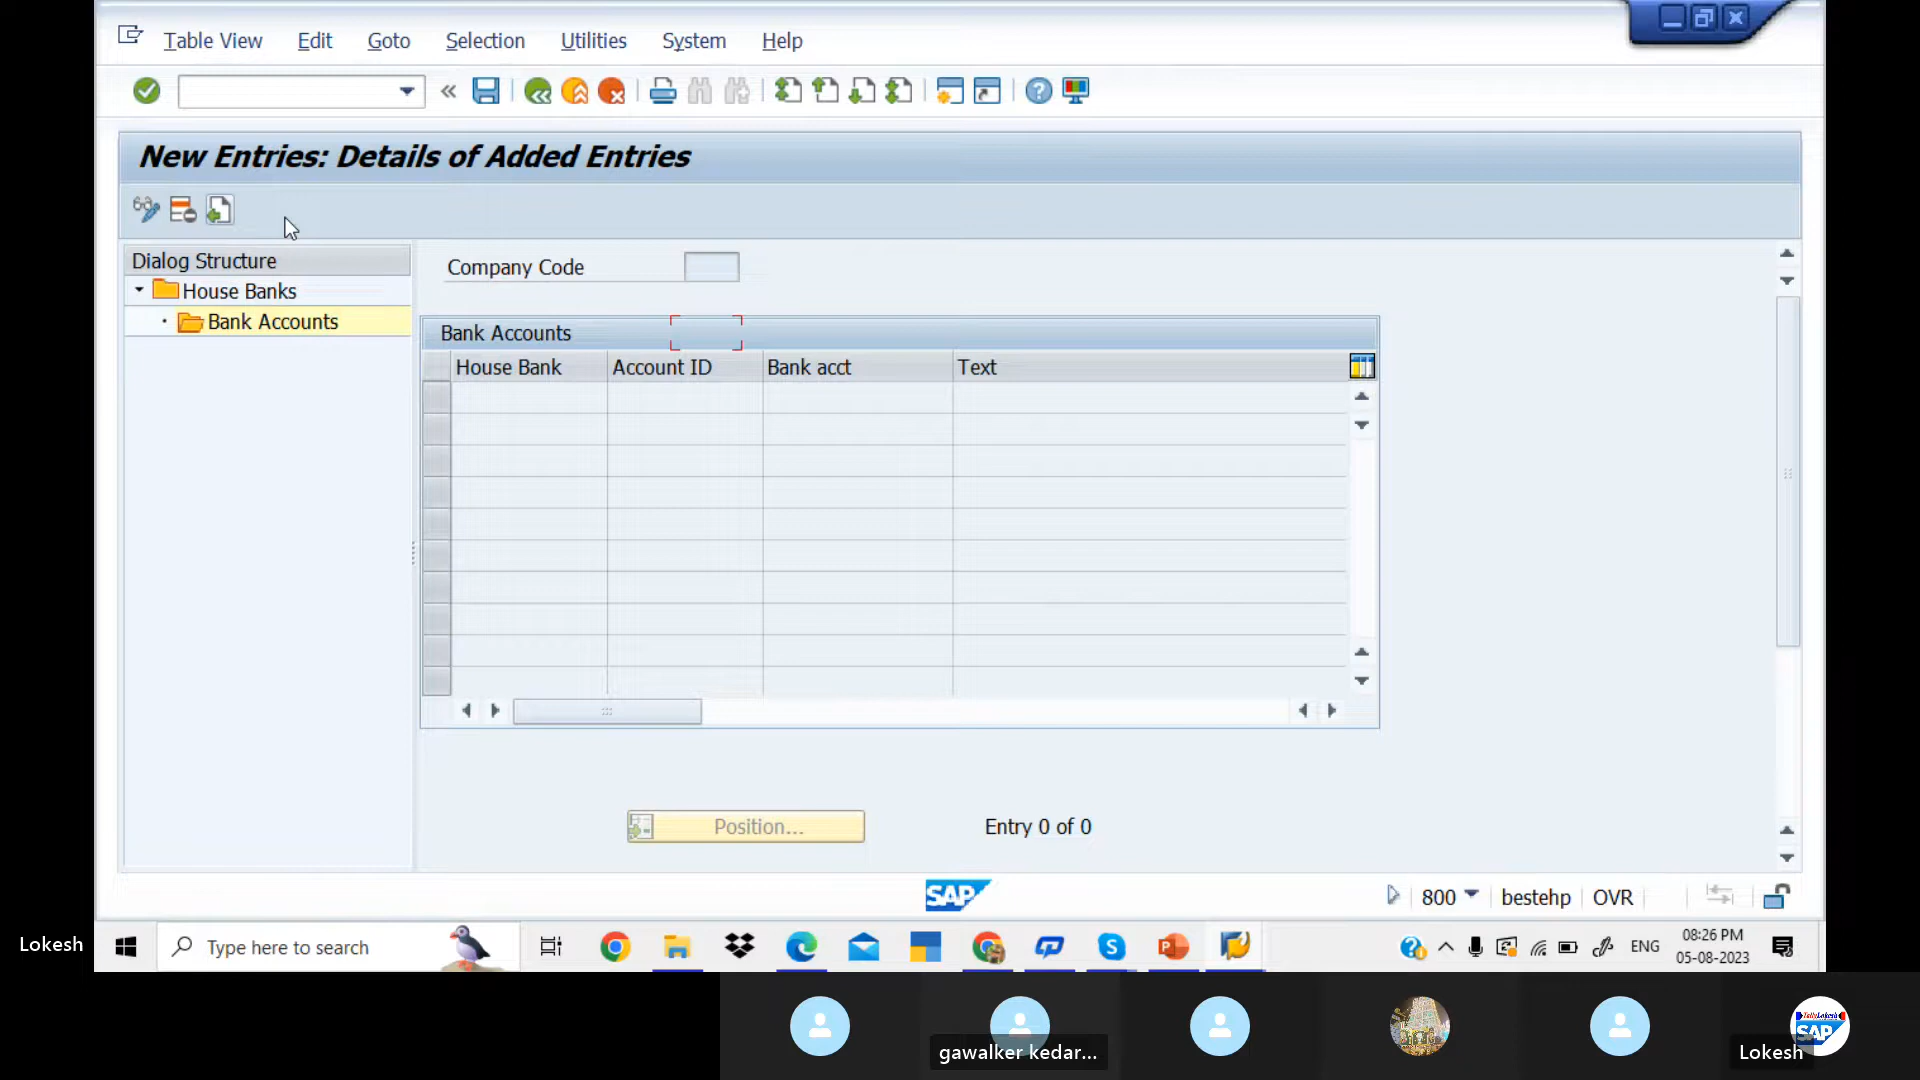 Table View Edit Goto Selection Utilities System Help
New Entries: Details of Added Entries
Dialog Structure
House Banks
Bank Accounts
Company Code
Bank Accounts
House Bank Account ID Bank acct Text
Position... Entry 0 of 0
SAP
800 bestehp OVR
Lokesh
Type here to search
ENG
08:26 PM
05-08-2023
gawalker kedar...
SAP
Lokesh